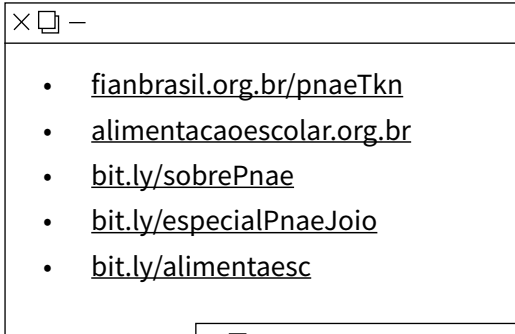 • fianbrasil.org.br/pnaeTkn
• alimentacaoescolar.org.br
• bit.ly/sobrePnae
• bit.ly/especialPnaeJoio
• bit.ly/alimentaesc